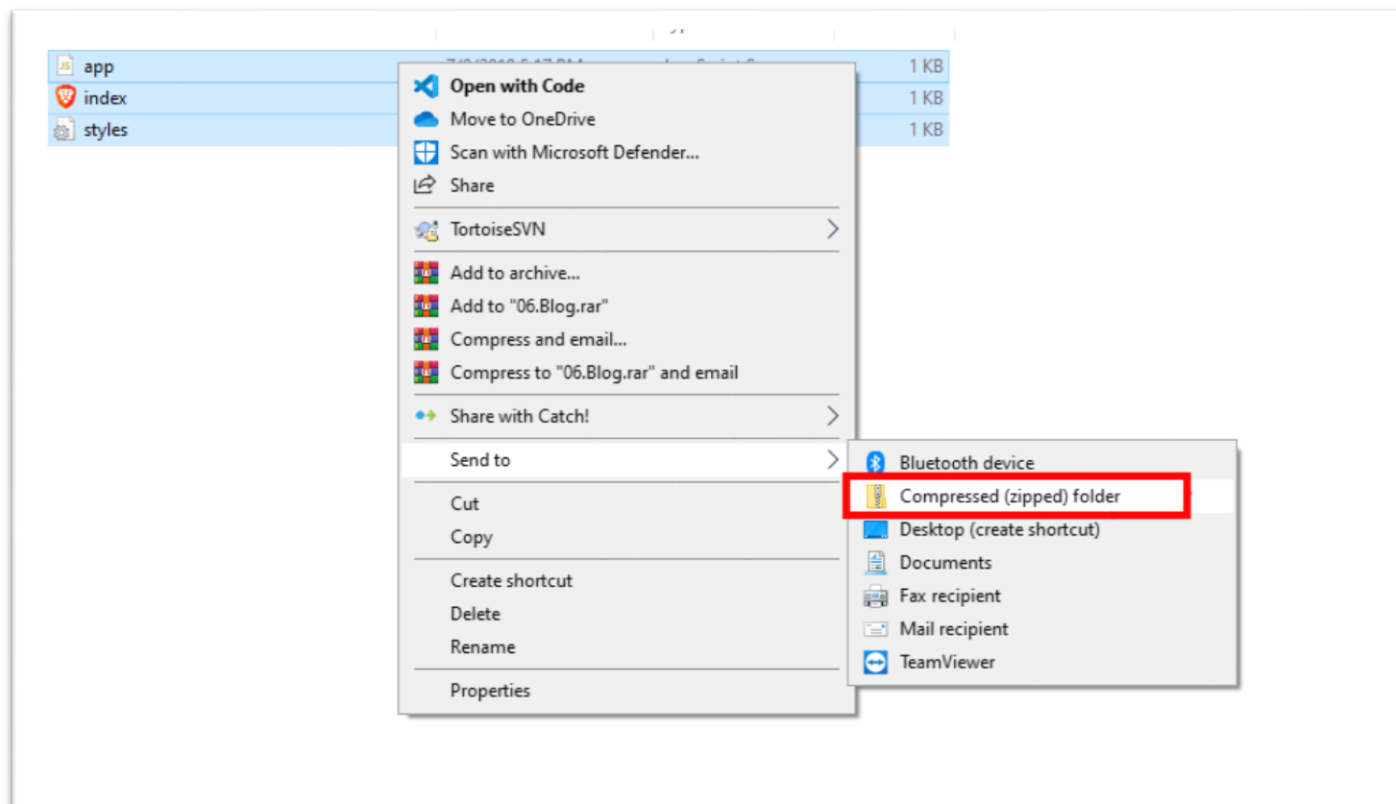 app
1 KB
index
1 KB
styles
1 KB
Open with Code
Move to OneDrive
Scan with Microsoft Defender...
Share
TortoiseSVN
Add to archive...
Add to "06.Blog.rar"
Compress and email...
Compress to "06.Blog.rar" and email
Share with Catch!
Send to
Cut
Copy
Create shortcut
Delete
Rename
Properties
Bluetooth device
Compressed (zipped) folder
Desktop (create shortcut)
Documents
Fax recipient
Mail recipient
TeamViewer